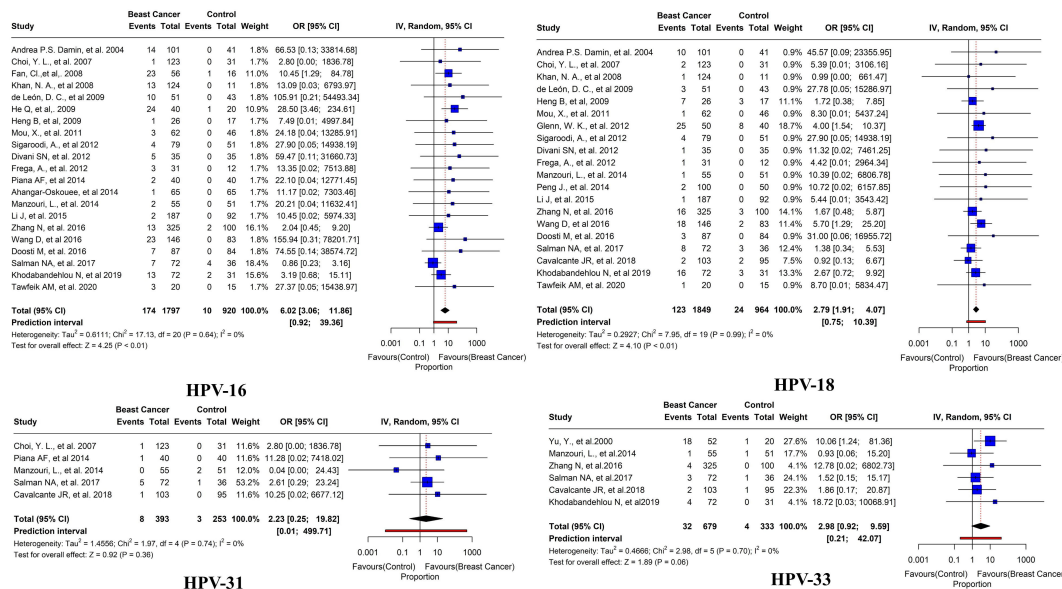 Beast Cancer Control
Study Events Total Events Total Weight OR [95% CI] IV, Random, 95% CI
Andrea P.S. Damin, et al. 2004 14 101 0 41 1.8% 66.53 [0.13; 33814.68]
Choi, Y. L., et al. 2007 1 123 0 31 1.8% 2.80 [0.00; 1836.78]
Fan, Cl.,et al,. 2008 23 56 1 16 5.8% 10.45 [1.29; 84.78]
Khan, N. A., et al 2008 13 124 0 11 5.8% 13.09 [0.03; 6793.97]
de León, D. C., et al 2009 10 51 0 43 5.8% 105.91 [0.21; 54493.34]
He Q, et al,. 2009 24 40 1 20 5.8% 28.50 [3.46; 234.61]
Heng B, et al, 2009 1 26 0 17 5.8% 7.49 [0.01; 4997.84]
Mou, X., et al. 2011 3 62 0 46 5.8% 24.18 [0.04; 13285.91]
Sigaroodi, A., et al 2012 4 79 0 51 5.8% 27.90 [0.05; 14938.19]
Divani SN, et al. 2012 5 35 0 35 5.8% 59.47 [0.11; 31660.73]
Frega, A., et al. 2012 3 31 0 12 5.8% 13.35 [0.02; 7513.88]
Piana AF, et al. 2014 2 40 0 40 5.8% 22.10 [0.04; 12771.45]
Ahangar-Oskouee, et al 2014 1 65 0 65 5.8% 11.17 [0.02; 7303.46]
Manzouri, L., et al. 2014 2 55 0 51 5.8% 20.21 [0.04; 11632.41]
Li J, et al. 2015 2 187 0 92 5.8% 10.45 [0.02; 5974.33]
Zhang N, et al. 2016 13 325 2 100 5.8% 2.04 [0.45; 9.20]
Wang D, et al 2016 23 146 0 83 5.8% 155.94 [0.31; 78201.71]
Doosti M, et al. 2016 7 87 0 84 5.8% 74.55 [0.14; 38574.72]
Salman NA, et al. 2017 7 72 4 36 5.8% 0.86 [0.23; 3.16]
Khodabandehlou N, et al 2019 13 72 2 31 5.8% 3.19 [0.68; 15.11]
Tawfeik AM, et al. 2020 3 20 0 15 5.8% 27.37 [0.05; 15438.97]
Total (95% CI) 174 1797 10 920 100.0% 6.02 [3.06; 11.86]
Prediction interval [0.92; 39.36]
Heterogeneity: Tau² = 0.6111; Chi² = 17.13, df = 20 (P = 0.64); I² = 0%
Test for overall effect: Z = 4.25 (P < 0.01)
0.1 1 10 1000
Favours(Control) Favours(Breast Cancer)
Proportion
HPV-16
Beast Cancer Control
Study Events Total Events Total Weight OR [95% CI] IV, Random, 95% CI
Andrea P.S. Damin, et al. 2004 10 101 0 41 0.9% 45.57 [0.09; 23355.95]
Choi, Y. L., et al. 2007 2 123 0 31 0.9% 5.39 [0.01; 3106.16]
Khan, N. A., et al 2008 1 124 0 11 0.9% 0.99 [0.00; 661.47]
de León, D. C., et al 2009 3 51 0 43 0.9% 27.78 [0.05; 15286.97]
Heng B, et al, 2009 7 26 3 17 0.9% 1.72 [0.38; 7.85]
Mou, X., et al. 2011 1 62 0 46 0.9% 8.30 [0.01; 5437.24]
Glenn, W. K., et al. 2012 25 50 8 40 18.7% 4.00 [1.54; 10.37]
Sigaroodi, A., et al. 2012 4 79 0 51 0.9% 27.90 [0.05; 14938.19]
Divani SN, et al. 2012 1 35 0 35 0.9% 11.32 [0.02; 7461.25]
Frega, A., et al. 2012 1 31 0 12 0.9% 4.42 [0.01; 2964.34]
Manzouri, L., et al. 2014 1 55 0 51 0.9% 10.39 [0.02; 6806.78]
Peng J., et al. 2014 2 100 0 50 0.9% 10.72 [0.02; 6157.85]
Li J, et al. 2015 1 187 0 92 0.9% 5.44 [0.01; 3543.42]
Zhang N, et al. 2016 16 325 3 100 0.9% 1.67 [0.48; 5.87]
Wang D, et al. 2016 18 146 2 83 0.9% 5.70 [1.29; 25.20]
Doosti M, et al. 2016 3 87 0 84 0.9% 31.00 [0.06; 16955.72]
Salman NA, et al. 2017 8 72 3 36 0.9% 1.38 [0.34; 5.53]
Cavalcante JR, et al. 2018 2 103 2 95 0.9% 0.92 [0.13; 6.67]
Khodabandehlou N, et al 2019 16 72 3 31 0.9% 2.67 [0.72; 9.92]
Tawfeik AM, et al. 2020 1 20 0 15 0.9% 8.70 [0.01; 5834.47]
Total (95% CI) 123 1849 24 964 100.0% 2.79 [1.91; 4.07]
Prediction interval [0.75; 10.39]
Heterogeneity: Tau² = 0.2927; Chi² = 7.95, df = 19 (P = 0.99); I² = 0%
Test for overall effect: Z = 4.10 (P < 0.01)
0.1 1 10 1000
Favours(Control) Favours(Breast Cancer)
Proportion
HPV-18
Beast Cancer Control
Study Events Total Events Total Weight OR [95% CI] IV, Random, 95% CI
Choi, Y. L., et al. 2007 1 123 0 31 11.6% 2.80 [0.00; 1836.78]
Piana AF, et al 2014 1 40 0 40 11.6% 11.28 [0.02; 7418.02]
Manzouri, L., et al. 2014 0 55 2 51 11.6% 0.04 [0.00; 24.43]
Salman NA, et al. 2017 5 72 1 36 11.6% 2.61 [0.29; 23.24]
Cavalcante JR, et al. 2018 1 103 0 95 11.6% 10.25 [0.02; 6677.12]
Total (95% CI) 8 393 3 253 100.0% 2.23 [0.25; 19.82]
Prediction interval [0.01; 499.71]
Heterogeneity: Tau² = 1.4556; Chi² = 1.97, df = 4 (P = 0.74); I² = 0%
Test for overall effect: Z = 0.92 (P = 0.36)
0.1 1 10 1000
Favours(Control) Favours(Breast Cancer)
Proportion
HPV-31
Beast Cancer Control
Study Events Total Events Total Weight OR [95% CI] IV, Random, 95% CI
Yu, Y., et al.2000 18 52 1 20 27.6% 10.06 [1.24; 81.36]
Manzouri, L., et al.2014 1 55 1 51 16.6% 0.93 [0.06; 15.20]
Zhang N, et al.2016 4 325 0 100 4.1% 12.78 [0.02; 6802.73]
Salman NA, et al.2017 3 72 1 36 24.1% 1.52 [0.15; 15.17]
Cavalcante JR, et al.2018 2 103 1 95 22.3% 1.86 [0.17; 20.87]
Khodabandehlou N, et al2019 4 72 0 31 4.1% 18.72 [0.03; 10068.91]
Total (95% CI) 32 679 4 333 100.0% 2.98 [0.92; 9.59]
Prediction interval [0.21; 42.07]
Heterogeneity: Tau² = 0.4666; Chi² = 2.98, df = 5 (P = 0.70); I² = 0%
Test for overall effect: Z = 1.89 (P = 0.06)
0.1 1 10 1000
Favours(Control) Favours(Breast Cancer)
Proportion
HPV-33